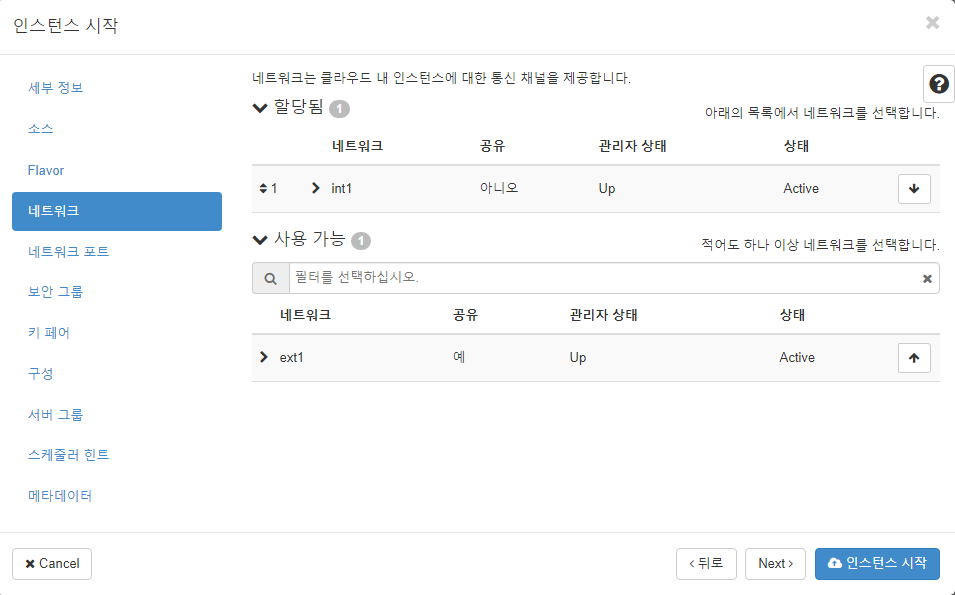 인스턴스 시작
세부 정보
소스
Flavor
네트워크
네트워크 포트
보안 그룹
키 페어
구성
서버 그룹
스케줄러 힌트
메타데이터
네트워크는 클라우드 내 인스턴스에 대한 통신 채널을 제공합니다.
할당됨 1
아래의 목록에서 네트워크를 선택합니다.
네트워크 공유 관리자 상태 상태
1 int1 아니오 Up Active
사용 가능 1
적어도 하나 이상 네트워크를 선택합니다.
필터를 선택하십시오.
네트워크 공유 관리자 상태 상태
ext1 예 Up Active
Cancel
뒤로
Next
인스턴스 시작